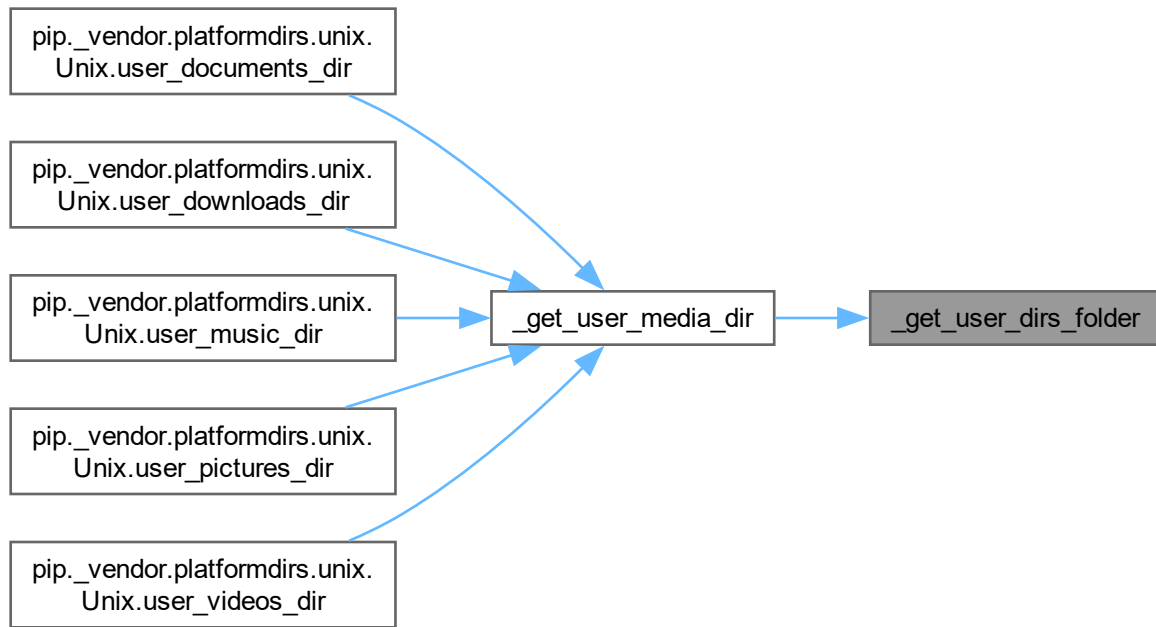 pip._vendor.platformdirs.unix.
Unix.user_documents_dir
pip._vendor.platformdirs.unix.
Unix.user_downloads_dir
pip._vendor.platformdirs.unix.
Unix.user_music_dir
_get_user_media_dir
_get_user_dirs_folder
pip._vendor.platformdirs.unix.
Unix.user_pictures_dir
pip._vendor.platformdirs.unix.
Unix.user_videos_dir